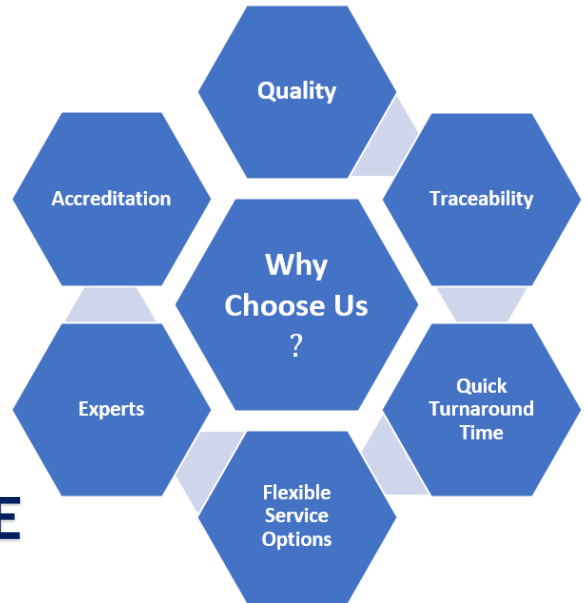 Quality
Accreditation
Traceability
Why
Choose Us
?
Experts
Quick
Turnaround
Time
Flexible
Service
Options
E